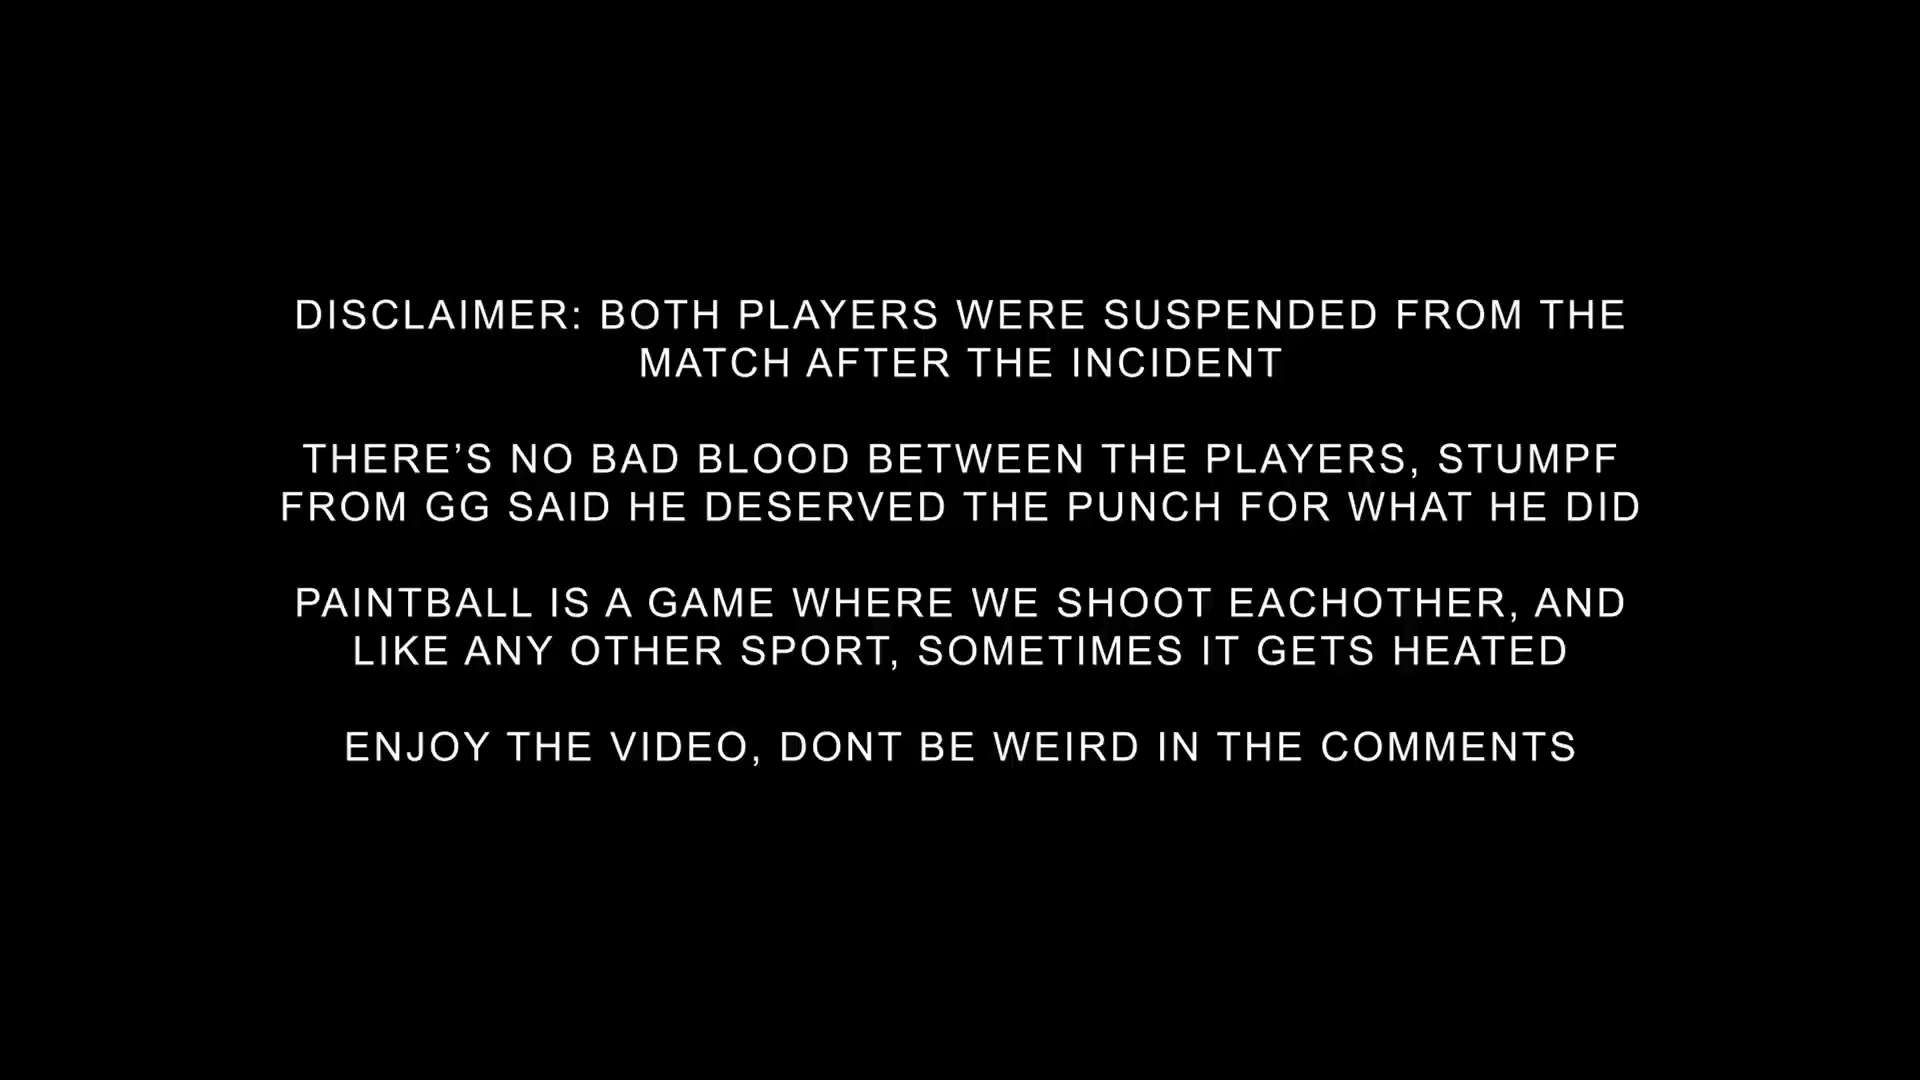 DISCLAIMER: BOTH PLAYERS WERE SUSPENDED FROM THE
MATCH AFTER THE INCIDENT
THERE’S NO BAD BLOOD BETWEEN THE PLAYERS, STUMPF
FROM GG SAID HE DESERVED THE PUNCH FOR WHAT HE DID
PAINTBALL IS A GAME WHERE WE SHOOT EACHOTHER, AND
LIKE ANY OTHER SPORT, SOMETIMES IT GETS HEATED
ENJOY THE VIDEO, DONT BE WEIRD IN THE COMMENTS